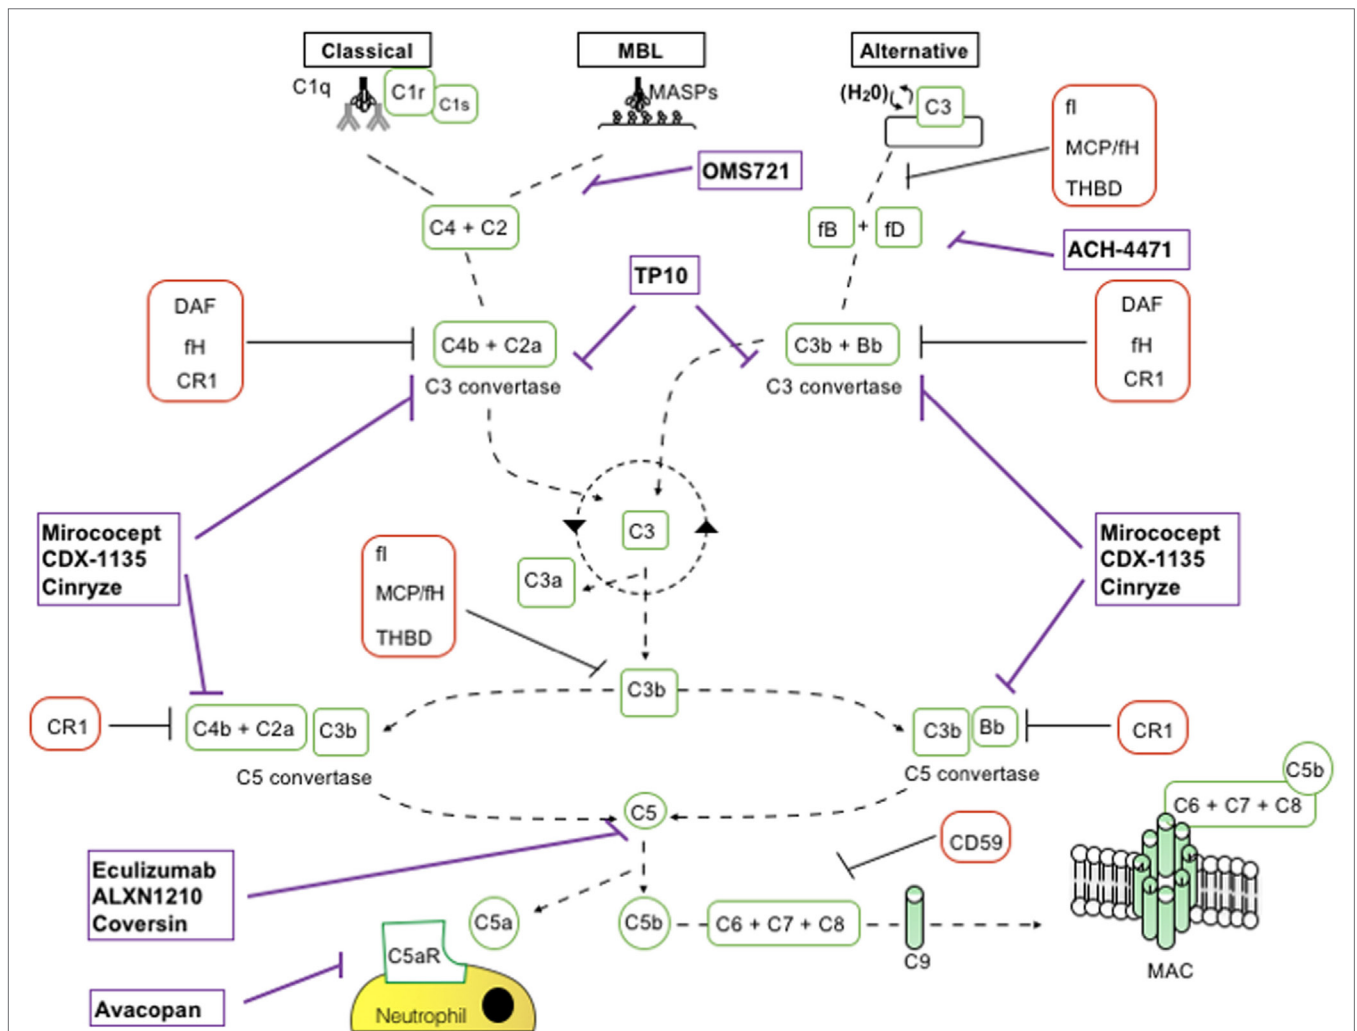 Classical
MBL
Alternative
C1q
C1r
C1s
MASPs
(H20)
C3
fI
MCP/fH
THBD
OMS721
C4 + C2
fB + fD
ACH-4471
TP10
DAF
fH
CR1
C4b + C2a
C3 convertase
C3b + Bb
C3 convertase
DAF
fH
CR1
Mirococept
CDX-1135
Cinryze
C3
C3a
fI
MCP/fH
THBD
Mirococept
CDX-1135
Cinryze
C3b
CR1
C4b + C2a
C3b
C5 convertase
C3b
Bb
C5 convertase
CR1
C5
C5b
C6 + C7 + C8
CD59
Eculizumab
ALXN1210
Coversin
C5a
C5b
C6 + C7 + C8
C9
MAC
C5aR
Neutrophil
Avacopan